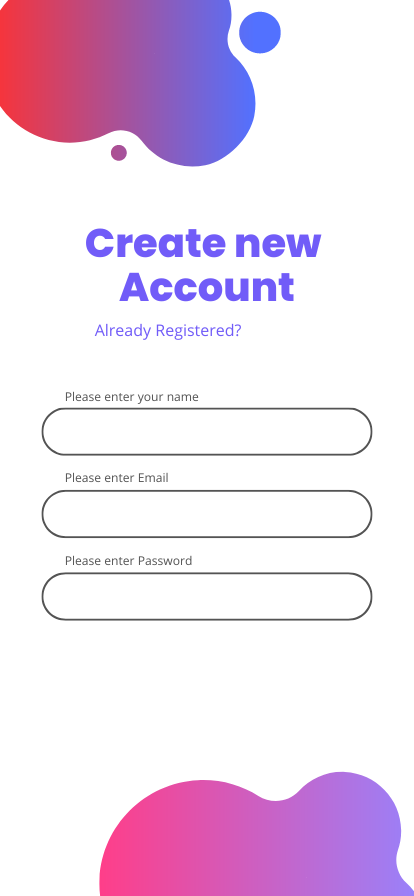 Create new
Account
Already Registered?
Please enter your name
Please enter Email
Please enter Password